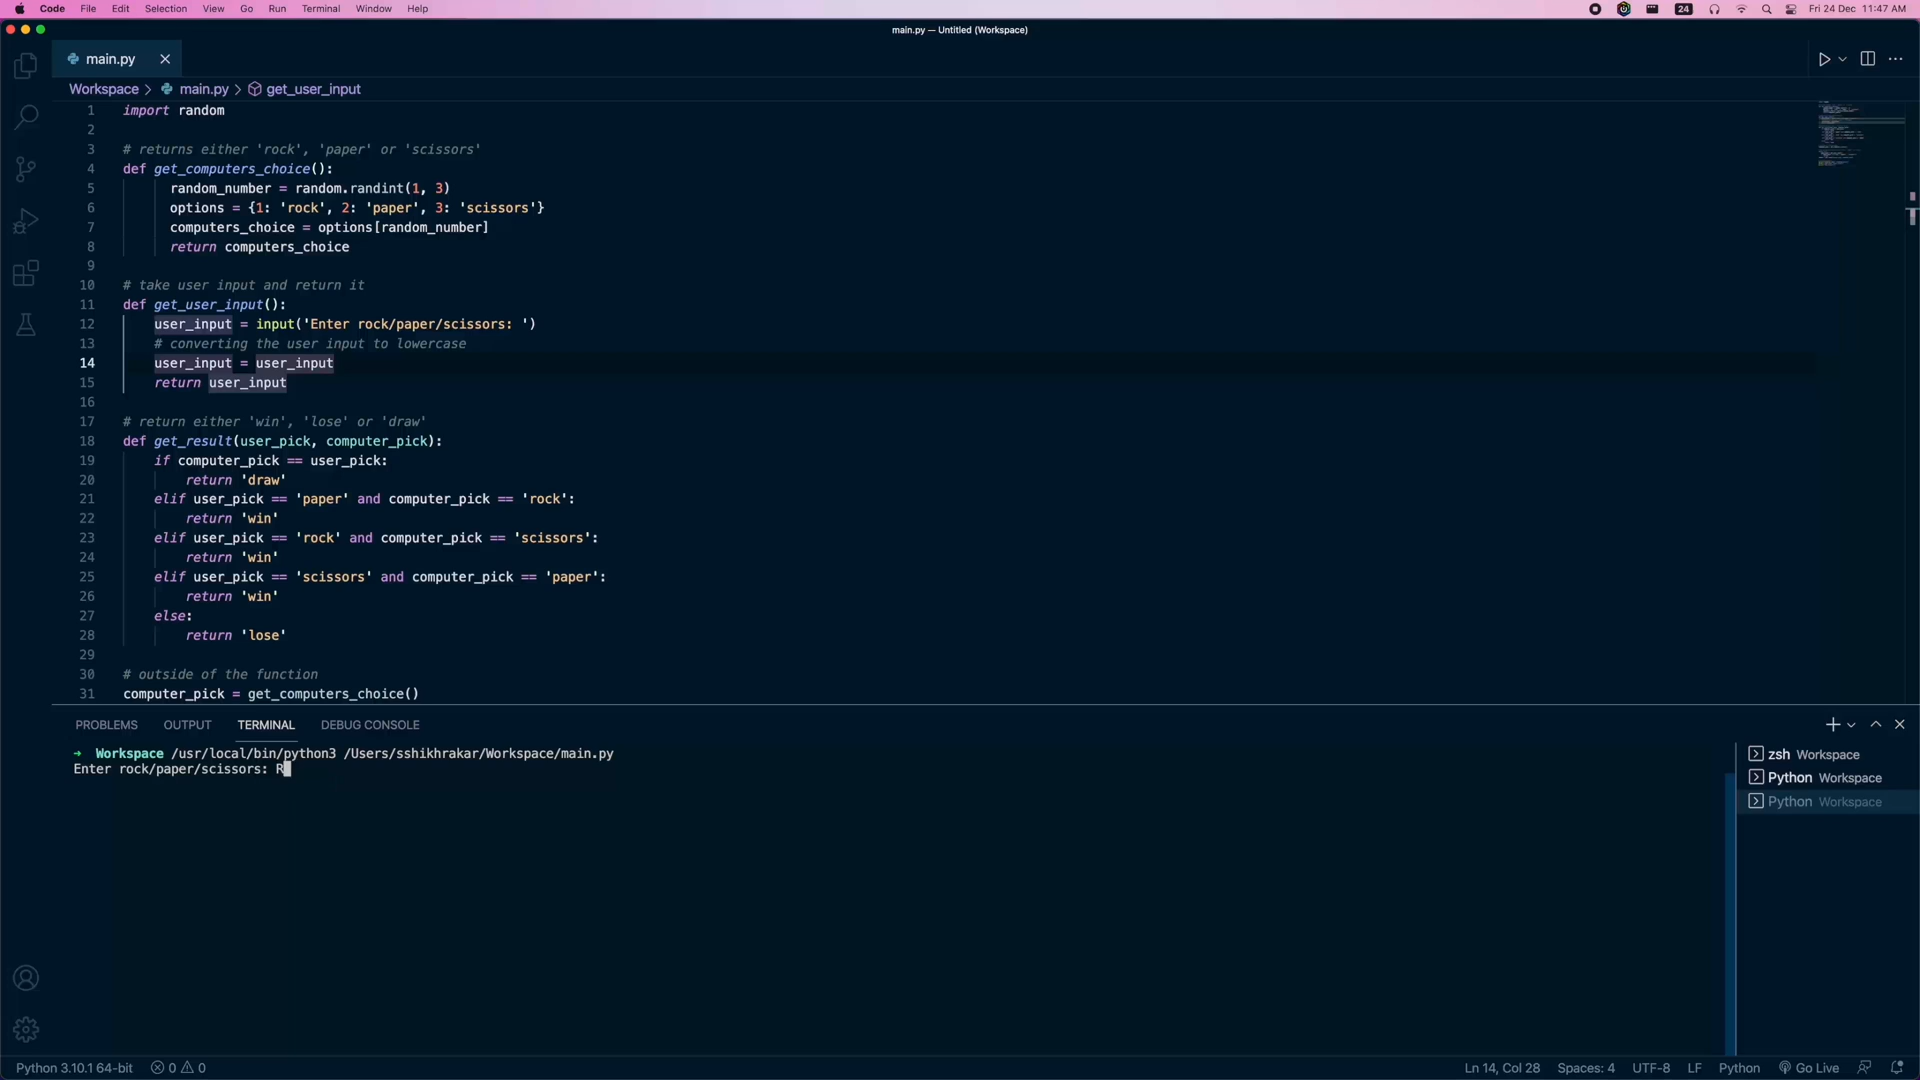 Code File Edit Selection View Go Run Terminal Window Help 24 Fri 24 Dec 11:47 AM
main.py — Untitled (Workspace)
main.py
Workspace > main.py > get_user_input
1 import random
2
3 # returns either 'rock', 'paper' or 'scissors'
4 def get_computers_choice():
5 random_number = random.randint(1, 3)
6 options = {1: 'rock', 2: 'paper', 3: 'scissors'}
7 computers_choice = options[random_number]
8 return computers_choice
9
10 # take user input and return it
11 def get_user_input():
12 user_input = input('Enter rock/paper/scissors: ')
13 # converting the user input to lowercase
14 user_input = user_input
15 return user_input
16
17 # return either 'win', 'lose' or 'draw'
18 def get_result(user_pick, computer_pick):
19 if computer_pick == user_pick:
20 return 'draw'
21 elif user_pick == 'paper' and computer_pick == 'rock':
22 return 'win'
23 elif user_pick == 'rock' and computer_pick == 'scissors':
24 return 'win'
25 elif user_pick == 'scissors' and computer_pick == 'paper':
26 return 'win'
27 else:
28 return 'lose'
29
30 # outside of the function
31 computer_pick = get_computers_choice()
PROBLEMS OUTPUT TERMINAL DEBUG CONSOLE
→ Workspace /usr/local/bin/python3 /Users/sshikhrakar/Workspace/main.py
Enter rock/paper/scissors: R
zsh Workspace
Python Workspace
Python Workspace
Python 3.10.1 64-bit 0 0 Ln 14, Col 28 Spaces: 4 UTF-8 LF Python Go Live